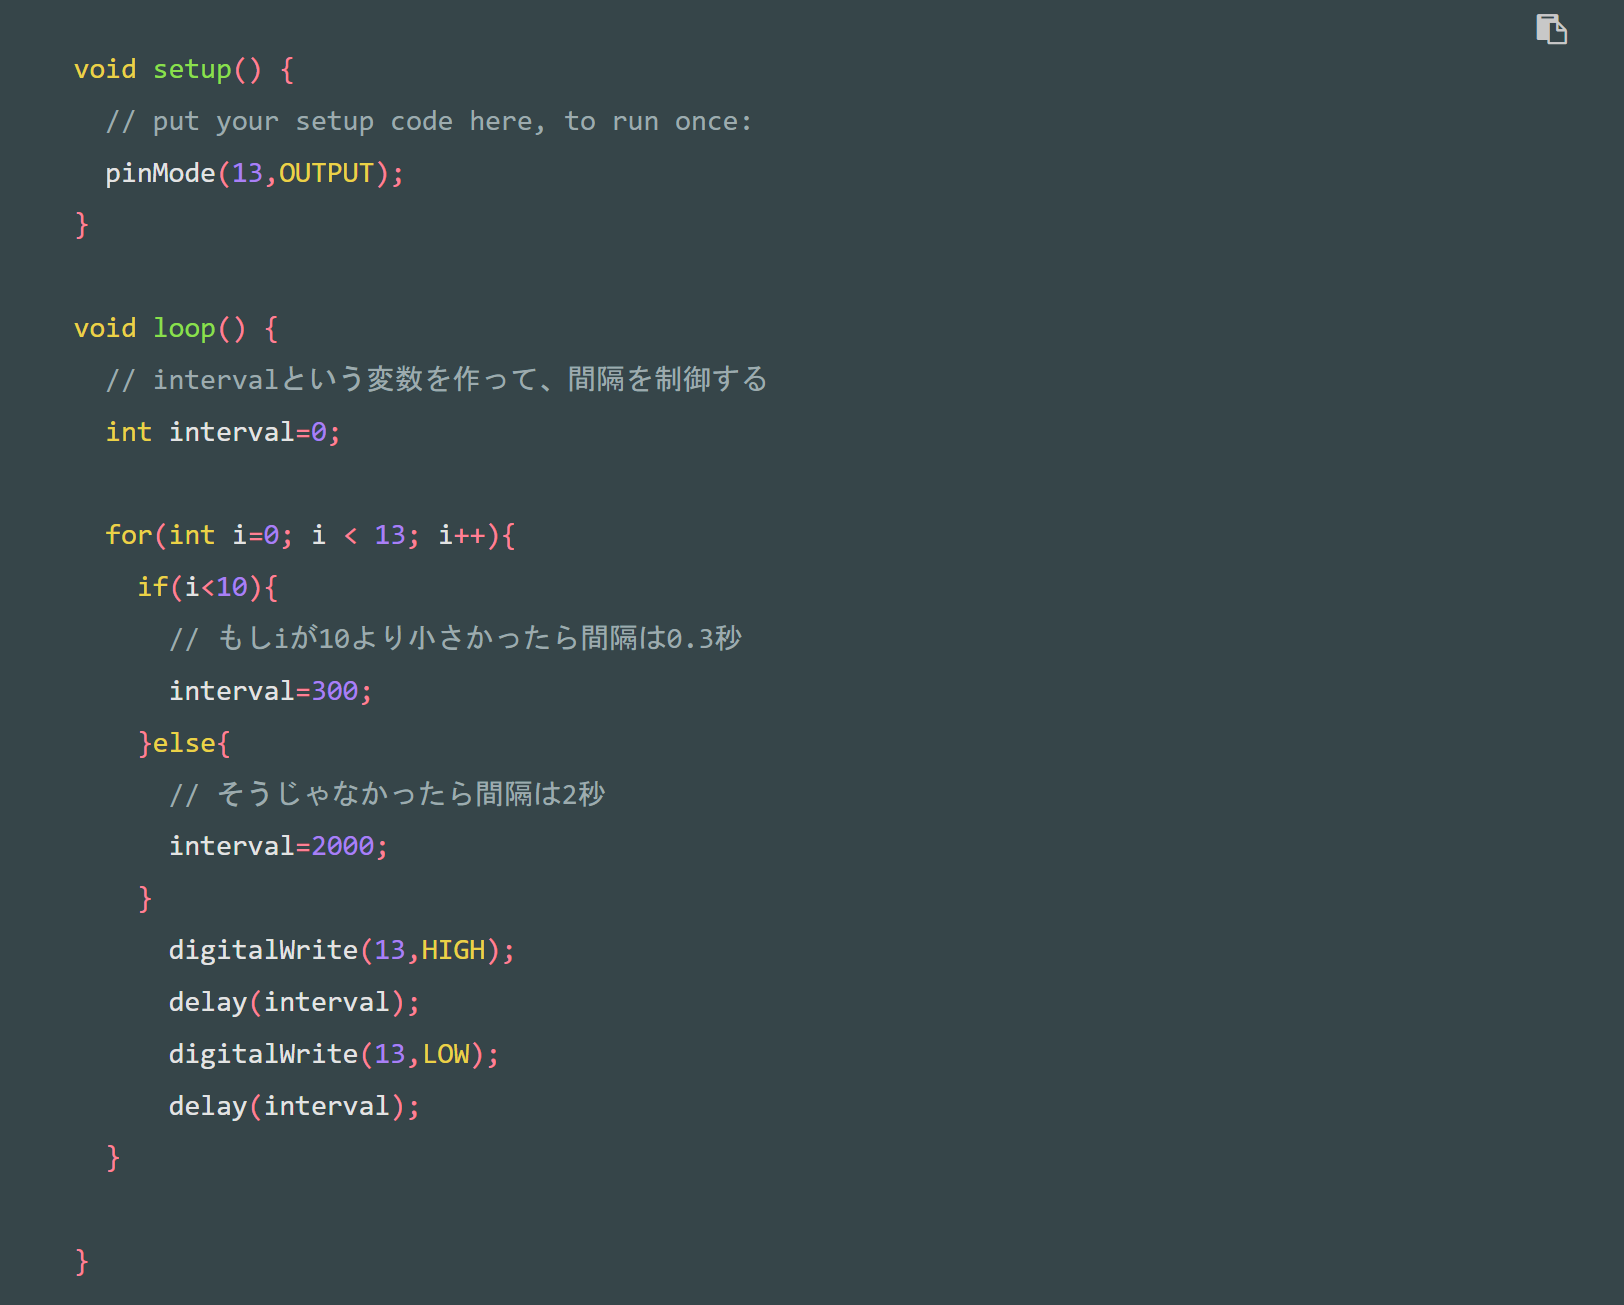 void setup() {
  // put your setup code here, to run once:
  pinMode(13,OUTPUT);
}

void loop() {
  // intervalという変数を作って、間隔を制御する
  int interval=0;

  for(int i=0; i < 13; i++){
    if(i<10){
      // もしiが10より小さかったら間隔は0.3秒
      interval=300;
    }else{
      // そうじゃなかったら間隔は2秒
      interval=2000;
    }
      digitalWrite(13,HIGH);
      delay(interval);
      digitalWrite(13,LOW);
      delay(interval);
  }

}